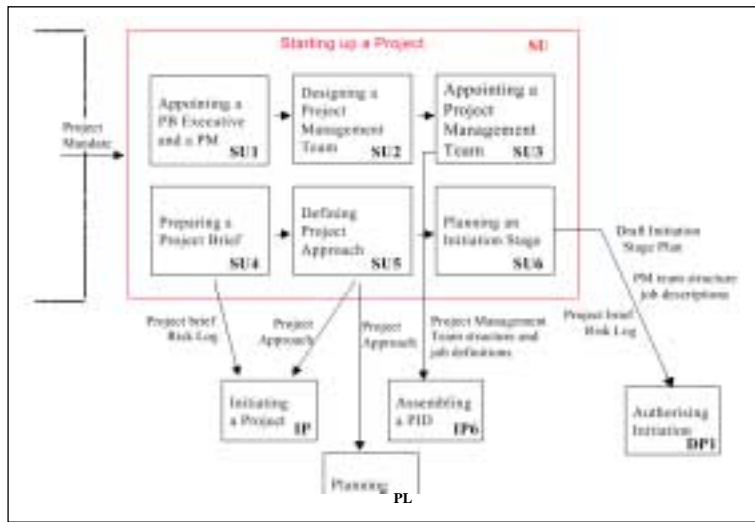 Starting up a Project
SU
Project
Mandate
Appointing a
PB Executive
and a PM
SU1
Designing a
Project
Management
Team
SU2
Appointing a
Project
Management
Team
SU3
Preparing a
Project Brief
SU4
Defining
Project
Approach
SU5
Planning an
Initiation Stage
SU6
Draft Initiation
Stage Plan
PM team structure
job descriptions
Project brief
Risk Log
Project brief
Risk Log
Project
Approach
Project
Approach
Project Management
Team structure and
job definitions
Initiating
a Project
IP
Assembling
a PID
IP6
Authorising
Initiation
DP1
Planning
PL